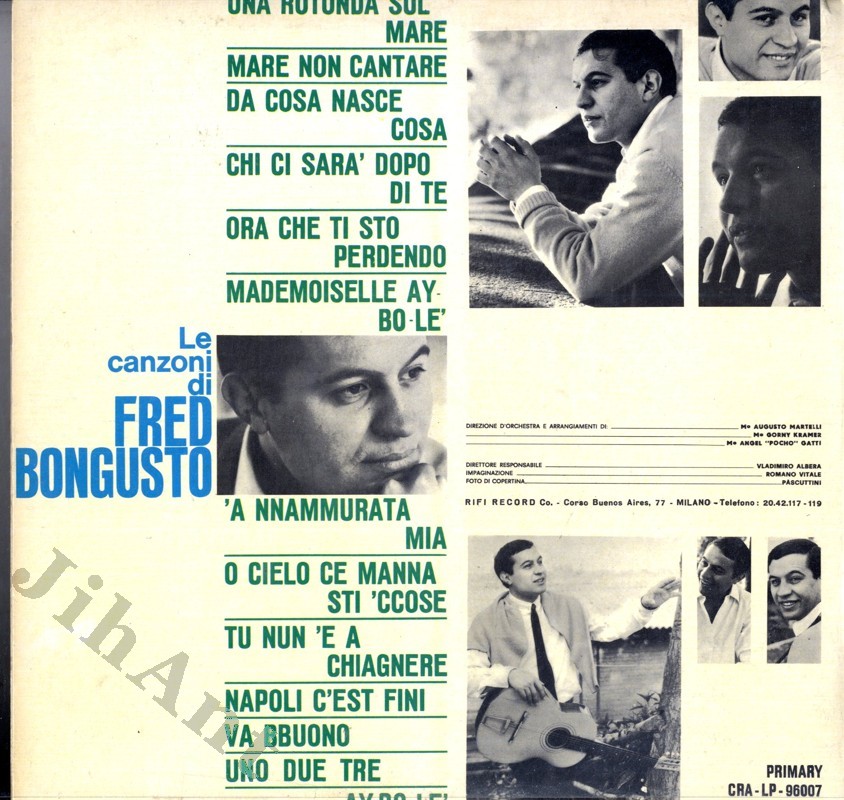 UNA ROTONDA SUL
MARE
MARE NON CANTARE
DA COSA NASCE
COSA
CHI CI SARA' DOPO
DI TE
ORA CHE TI STO
PERDENDO
MADEMOISELLE AY-
BO-LE'
Le
canzoni
di
FRED
BONGUSTO
'A NNAMMURATA
MIA
O CIELO CE MANNA
STI 'CCOSE
TU NUN 'E A
CHIAGNERE
NAPOLI C'EST FINI
VA BBUONO
UNO DUE TRE
AY-BO-LE'
DIREZIONE D'ORCHESTRA E ARRANGIAMENTI DI: M° AUGUSTO MARTELLI
M° GORNY KRAMER
M° ANGEL "POCHO" GATTI
DIRETTORE RESPONSABILE VLADIMIRO ALBERA
IMPAGINAZIONE ROMANO VITALE
FOTO DI COPERTINA PASCUTTINI
RIFI RECORD Co. - Corso Buenos Aires, 77 - MILANO - Telefono: 20.42.117 - 119
PRIMARY
CRA - LP - 96007